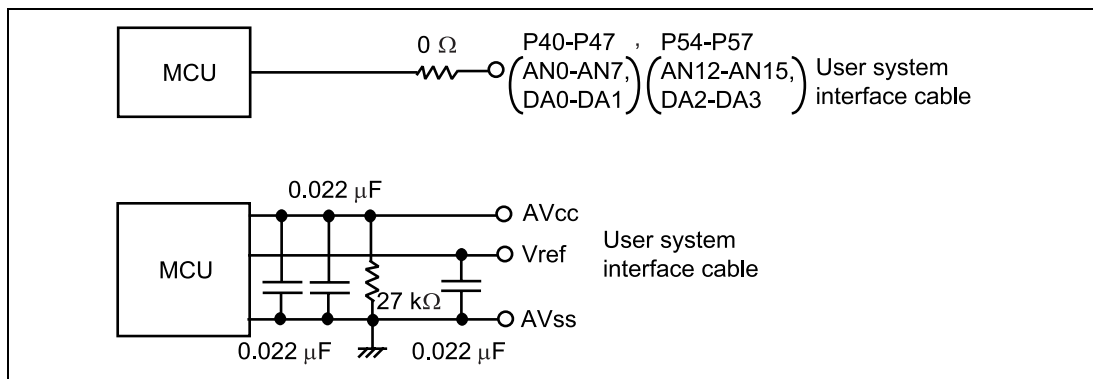 MCU
0 Ω
P40-P47 , P54-P57
(AN0-AN7, (AN12-AN15,
DA0-DA1) DA2-DA3)
User system
interface cable
MCU
0.022 μF
AVcc
Vref
User system
interface cable
27 kΩ
AVss
0.022 μF
0.022 μF